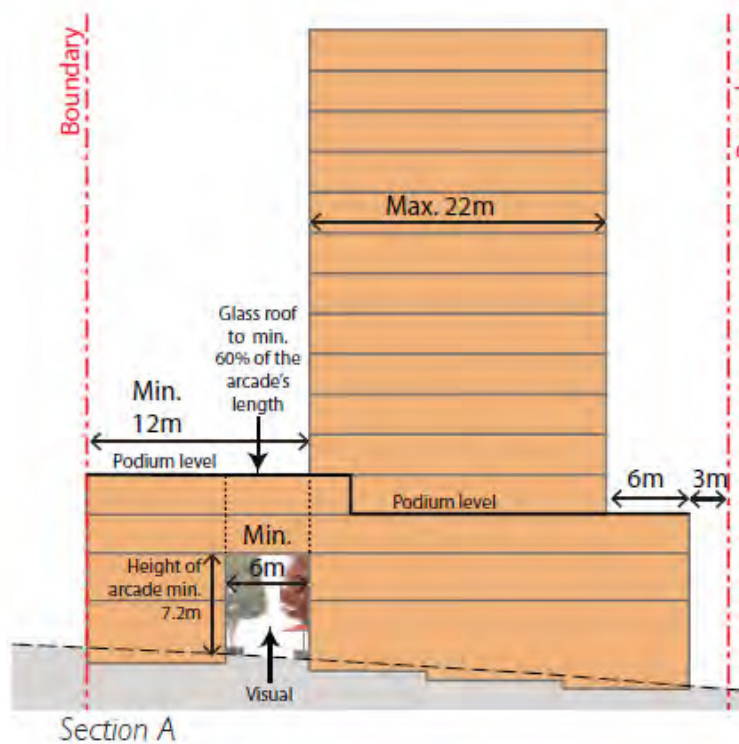 Boundary
Max. 22m
Glass roof
to min.
60% of the
arcade's
length
Min.
12m
Podium level
6m
3m
Podium level
Min.
6m
Height of
arcade min.
7.2m
Visual
Section A